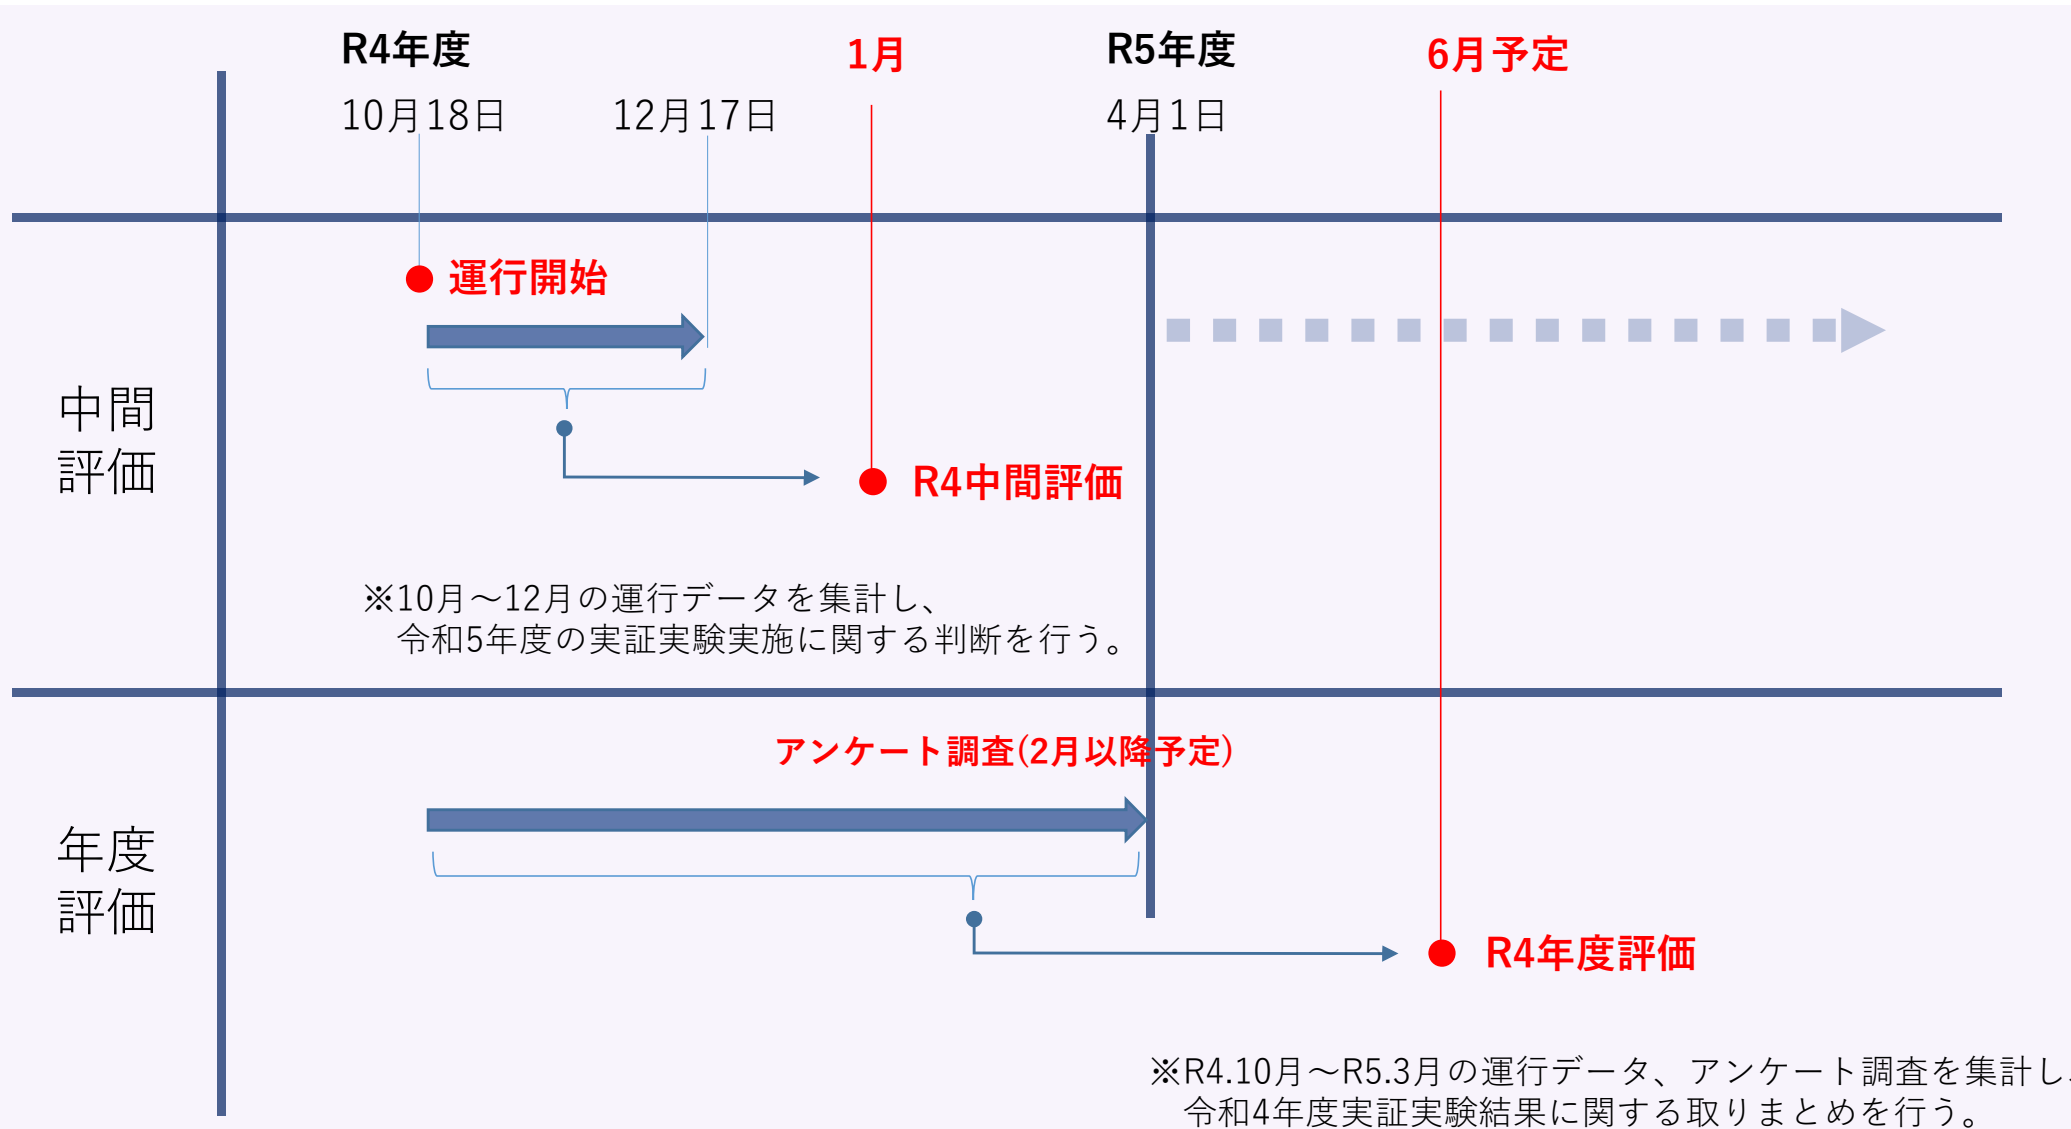 R4年度
1月
R5年度
6月予定
10月18日
12月17日
4月1日
運行開始
中間
評価
R4中間評価
※10月～12月の運行データを集計し、
令和5年度の実証実験実施に関する判断を行う。
アンケート調査(2月以降予定)
年度
評価
R4年度評価
※R4.10月～R5.3月の運行データ、アンケート調査を集計し、
令和4年度実証実験結果に関する取りまとめを行う。